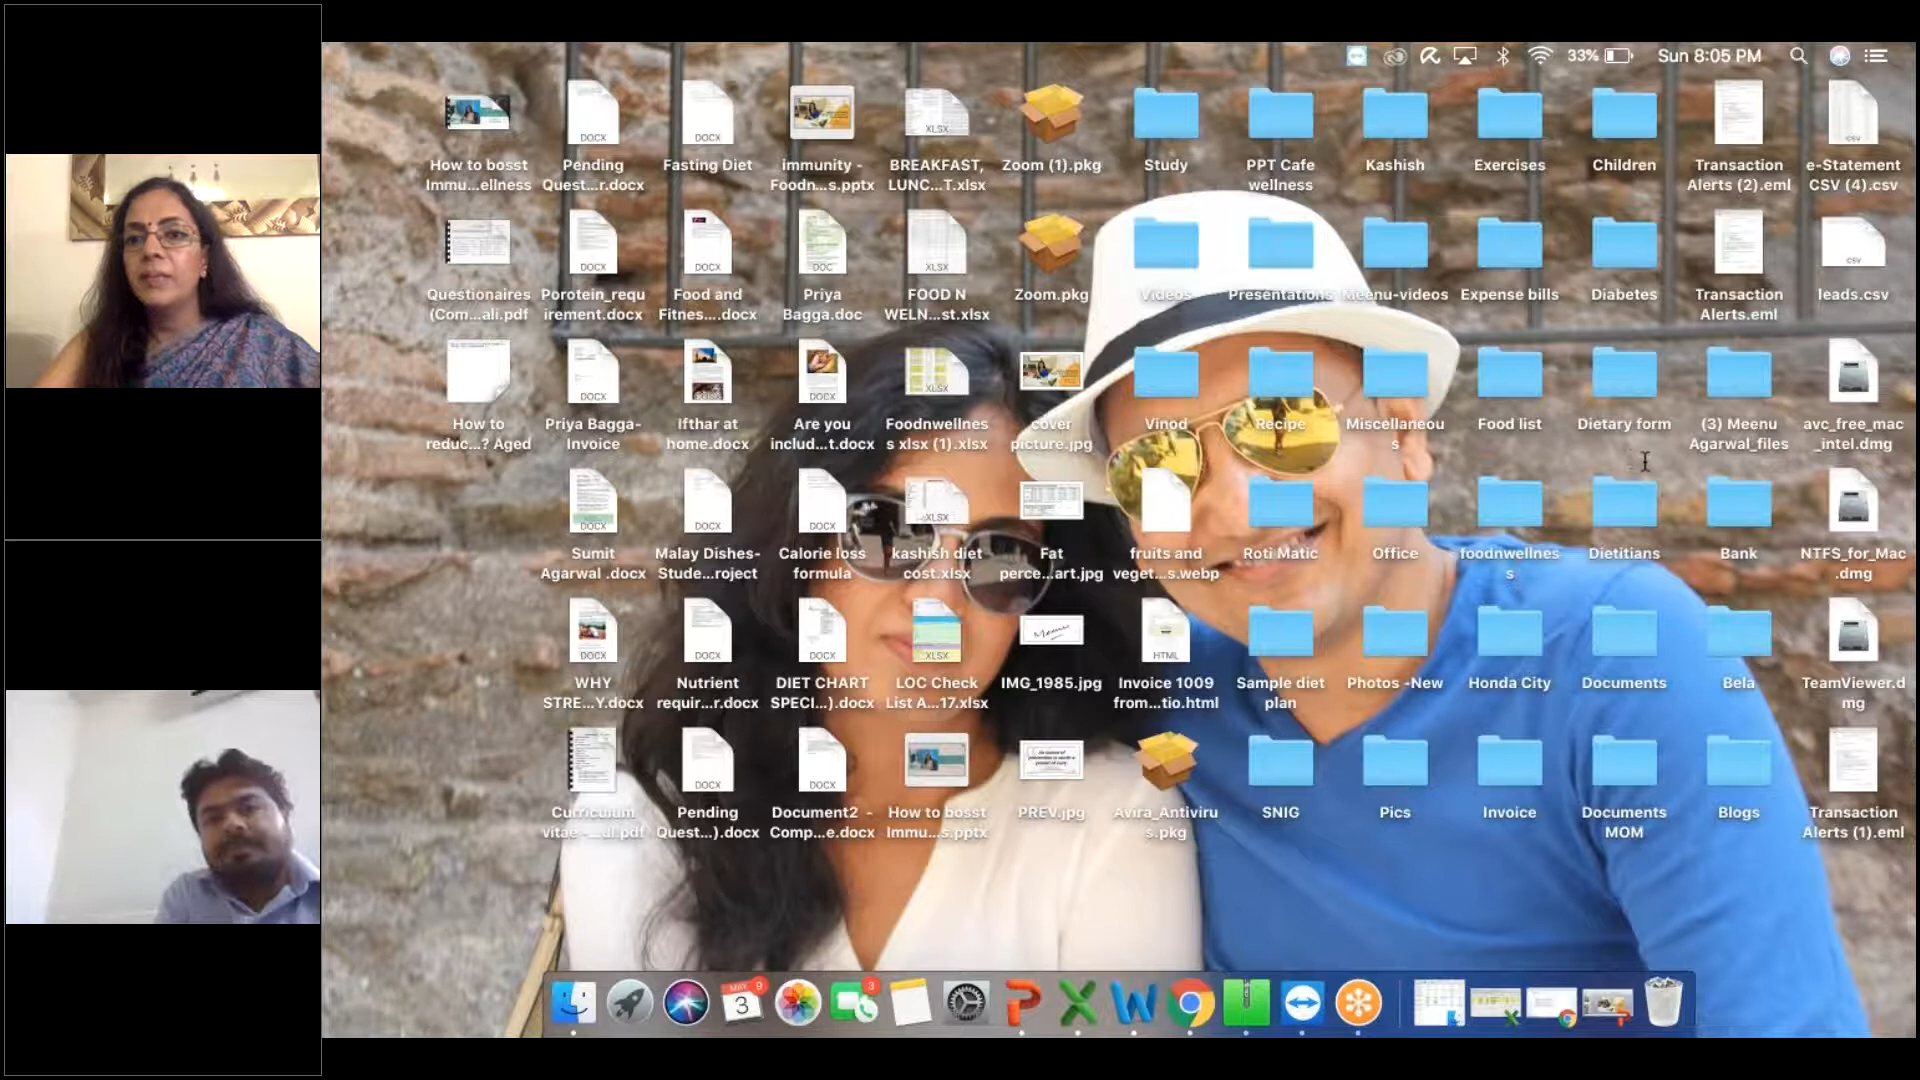 33%
Sun 8:05 PM
How to bosst
Immu...ellness
Pending
Quest...r.docx
Fasting Diet
immunity -
Foodn...s.pptx
BREAKFAST,
LUNC...T.xlsx
Zoom (1).pkg
Study
PPT Cafe
wellness
Kashish
Exercises
Children
Transaction
Alerts (2).eml
e-Statement
CSV (4).csv
Questionaires
(Com...ali.pdf
Porotein_requ
irement.docx
Food and
Fitnes....docx
Priya
Bagga.doc
FOOD N
WELN...st.xlsx
Zoom.pkg
Videos
Presentations
Meenu-videos
Expense bills
Diabetes
Transaction
Alerts.eml
leads.csv
How to
reduc...? Aged
Priya Bagga-
Invoice
Ifthar at
home.docx
Are you
includ...t.docx
Foodnwellnes
s xlsx (1).xlsx
cover
picture.jpg
Vinod
Recipe
Miscellaneou
s
Food list
Dietary form
(3) Meenu
Agarwal_files
avc_free_mac
_intel.dmg
Sumit
Agarwal .docx
Malay Dishes-
Stude...roject
Calorie loss
formula
kashish diet
cost.xlsx
Fat
perce...art.jpg
fruits and
veget...s.webp
Roti Matic
Office
foodnwellnes
s
Dietitians
Bank
NTFS_for_Mac
.dmg
WHY
STRE...Y.docx
Nutrient
requir...r.docx
DIET CHART
SPECI...).docx
LOC Check
List A...17.xlsx
IMG_1985.jpg
Invoice 1009
from...tio.html
Sample diet
plan
Photos -New
Honda City
Documents
Bela
TeamViewer.d
mg
Curriculum
vitae -...ul.pdf
Pending
Quest...).docx
Document2 -
Comp...e.docx
How to bosst
Immu...s.pptx
PREV.jpg
Avira_Antiviru
s.pkg
SNIG
Pics
Invoice
Documents
MOM
Blogs
Transaction
Alerts (1).eml
MAY
3
9
3